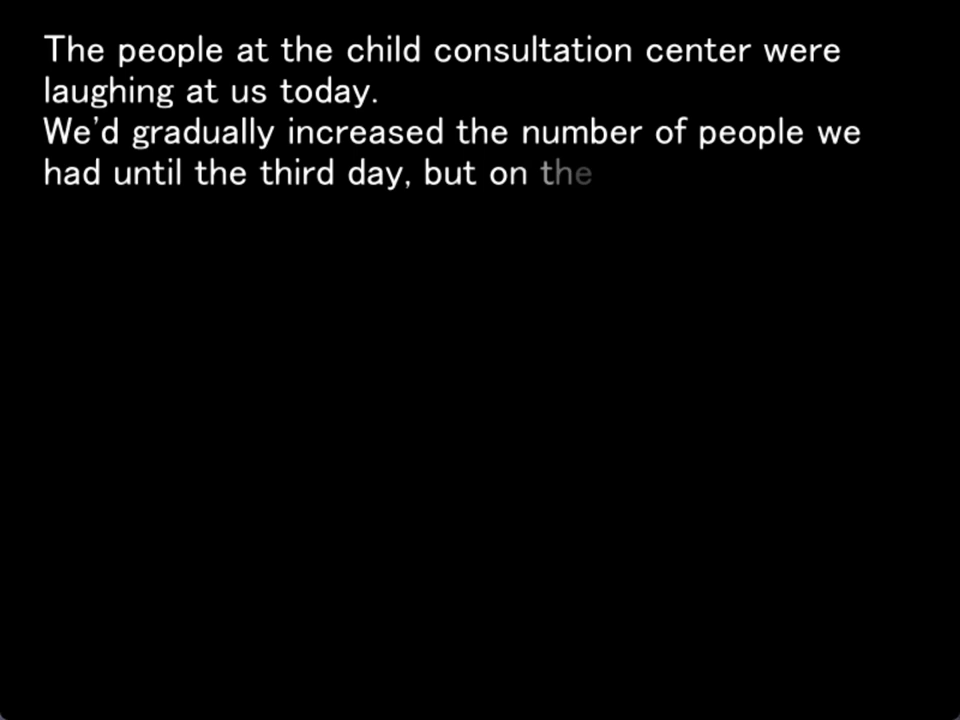 The people at the child consultation center were
laughing at us today.
We'd gradually increased the number of people we
had until the third day, but on the